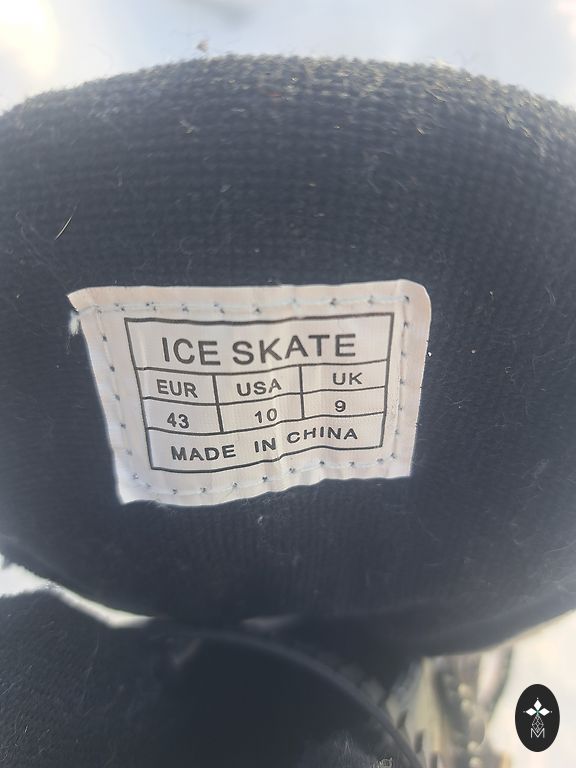 ICE SKATE
EUR USA UK
43 10 9
MADE IN CHINA
M